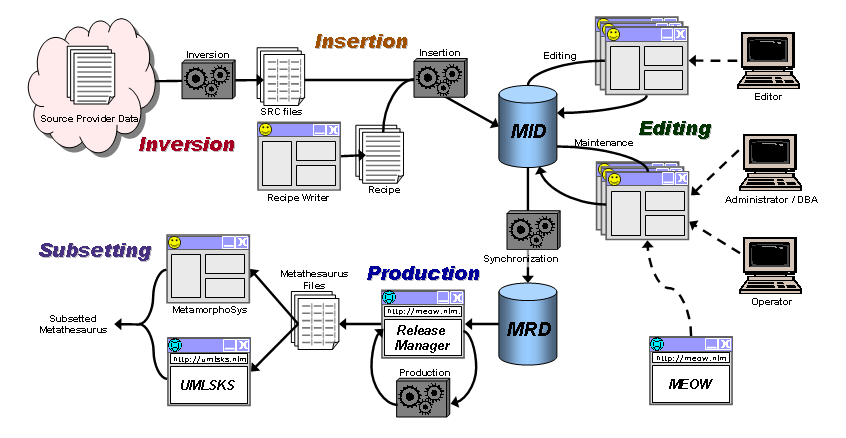 Insertion
Inversion
Insertion
Editing
SRC files
Editor
Source Provider Data
MID
Inversion
Editing
Maintenance
Recipe
Recipe Writer
Administrator / DBA
Subsetting
Synchronization
Production
Metathesaurus
Files
MetamorphoSys
Operator
http://meow.nlm.
Release
Manager
MRD
Subsetted
Metathesaurus
http://umlsks.nlm
UMLSKS
Production
http://meow.nlm
MEOW